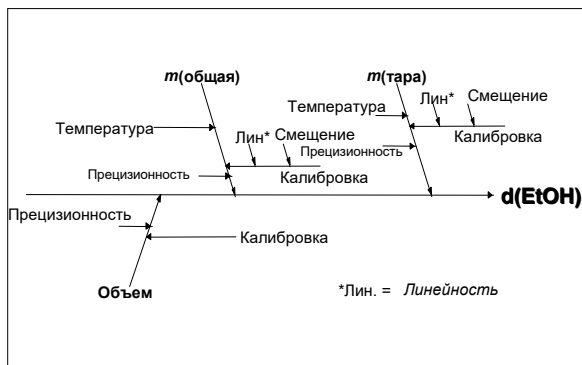 m(общая)
m(тара)
Температура
Лин*
Смещение
Прецизионность
Калибровка
Температура
Лин*
Смещение
Прецизионность
Калибровка
d(EtOH)
Прецизионность
Калибровка
Объем
*Лин. = Линейность